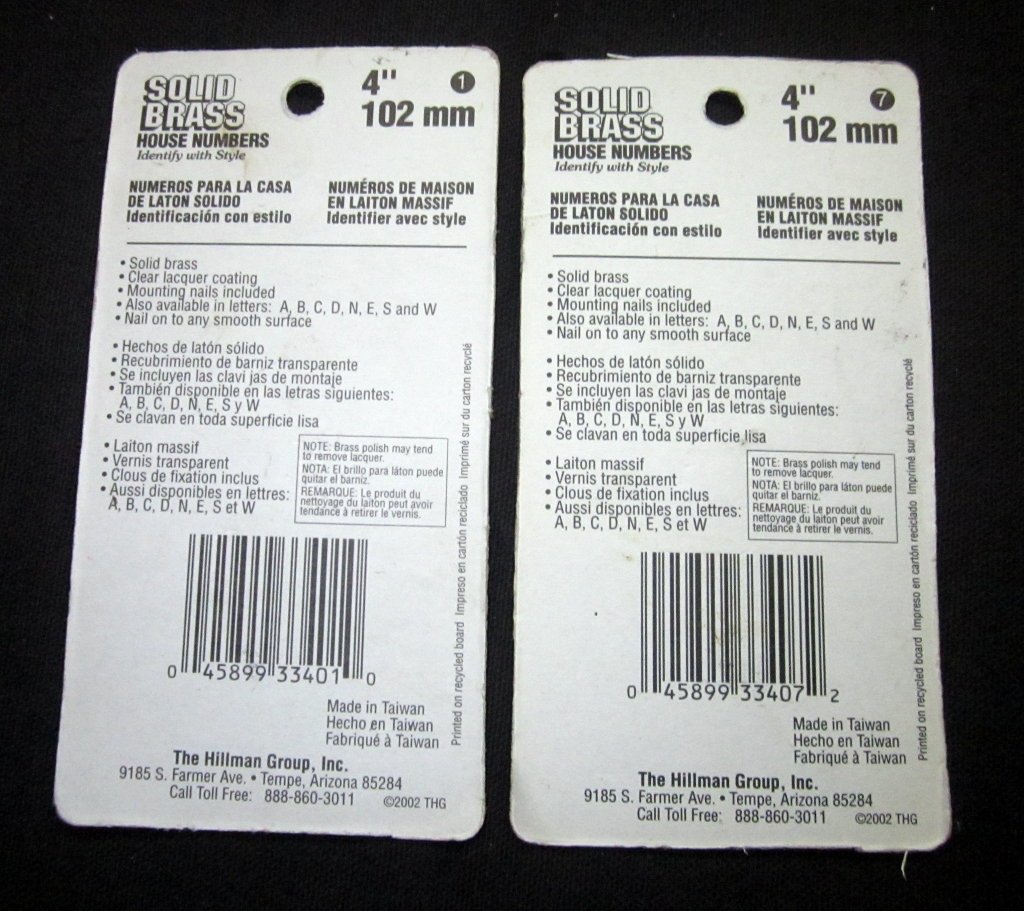 SOLID
BRASS
HOUSE NUMBERS
Identify with Style
4" 1
102 mm
NUMEROS PARA LA CASA
DE LATON SOLIDO
Identificación con estilo
NUMÉROS DE MAISON
EN LAITON MASSIF
Identifier avec style
• Solid brass
• Clear lacquer coating
• Mounting nails included
• Also available in letters: A, B, C, D, N, E, S and W
• Nail on to any smooth surface
• Hechos de latón sólido
• Recubrimiento de barniz transparente
• Se incluyen las clavi jas de montaje
• También disponible en las letras siguientes:
A, B, C, D, N, E, S y W
• Se clavan en toda superficie lisa
• Laiton massif
• Vernis transparent
• Clous de fixation inclus
• Aussi disponibles en lettres:
A, B, C, D, N, E, S et W
NOTE: Brass polish may tend
to remove lacquer.
NOTA: El brillo para láton puede
quitar el barniz.
REMARQUE: Le produit du
nettoyage du laiton peut avoir
tendance à retirer le vernis.
Printed on recycled board Impreso en cartón reciclado Imprimé sur du carton recyclé
0 45899 33401 0
Made in Taiwan
Hecho en Taiwan
Fabriqué à Taiwan
The Hillman Group, Inc.
9185 S. Farmer Ave. • Tempe, Arizona 85284
Call Toll Free: 888-860-3011 ©2002 THG
SOLID
BRASS
HOUSE NUMBERS
Identify with Style
4" 7
102 mm
NUMEROS PARA LA CASA
DE LATON SOLIDO
Identificación con estilo
NUMÉROS DE MAISON
EN LAITON MASSIF
Identifier avec style
• Solid brass
• Clear lacquer coating
• Mounting nails included
• Also available in letters: A, B, C, D, N, E, S and W
• Nail on to any smooth surface
• Hechos de latón sólido
• Recubrimiento de barniz transparente
• Se incluyen las clavi jas de montaje
• También disponible en las letras siguientes:
A, B, C, D, N, E, S y W
• Se clavan en toda superficie lisa
• Laiton massif
• Vernis transparent
• Clous de fixation inclus
• Aussi disponibles en lettres:
A, B, C, D, N, E, S et W
NOTE: Brass polish may tend
to remove lacquer.
NOTA: El brillo para láton puede
quitar el barniz.
REMARQUE: Le produit du
nettoyage du laiton peut avoir
tendance à retirer le vernis.
Printed on recycled board Impreso en cartón reciclado Imprimé sur du carton recyclé
0 45899 33407 2
Made in Taiwan
Hecho en Taiwan
Fabriqué à Taiwan
The Hillman Group, Inc.
9185 S. Farmer Ave. • Tempe, Arizona 85284
Call Toll Free: 888-860-3011 ©2002 THG